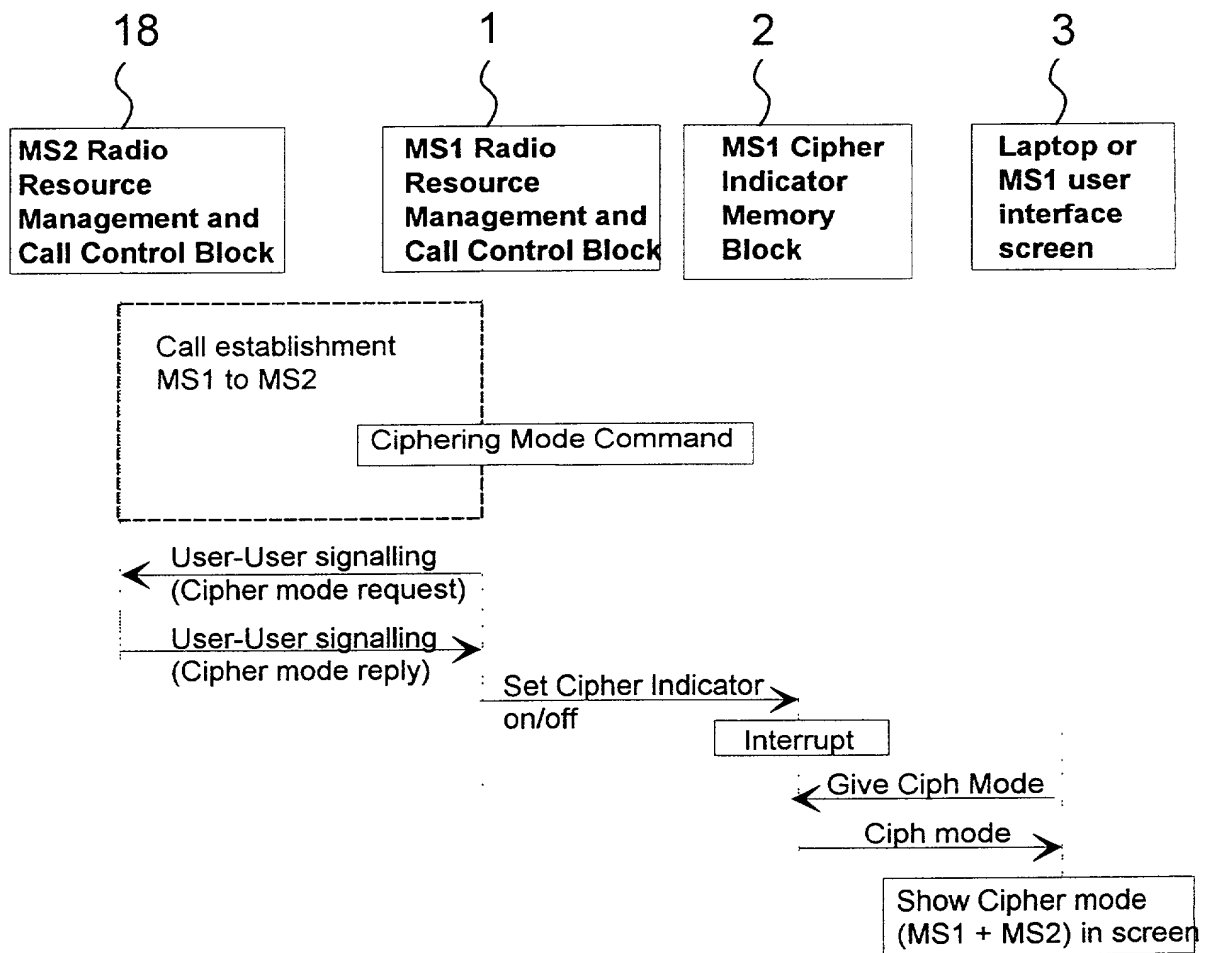 18
1
2
3
MS2 Radio
Resource
Management and
Call Control Block
MS1 Radio
Resource
Management and
Call Control Block
MS1 Cipher
Indicator
Memory
Block
Laptop or
MS1 user
interface
screen
Call establishment
MS1 to MS2
Ciphering Mode Command
User-User signalling
(Cipher mode request)
User-User signalling
(Cipher mode reply)
Set Cipher Indicator
on/off
Interrupt
Give Ciph Mode
Ciph mode
Show Cipher mode
(MS1 + MS2) in screen